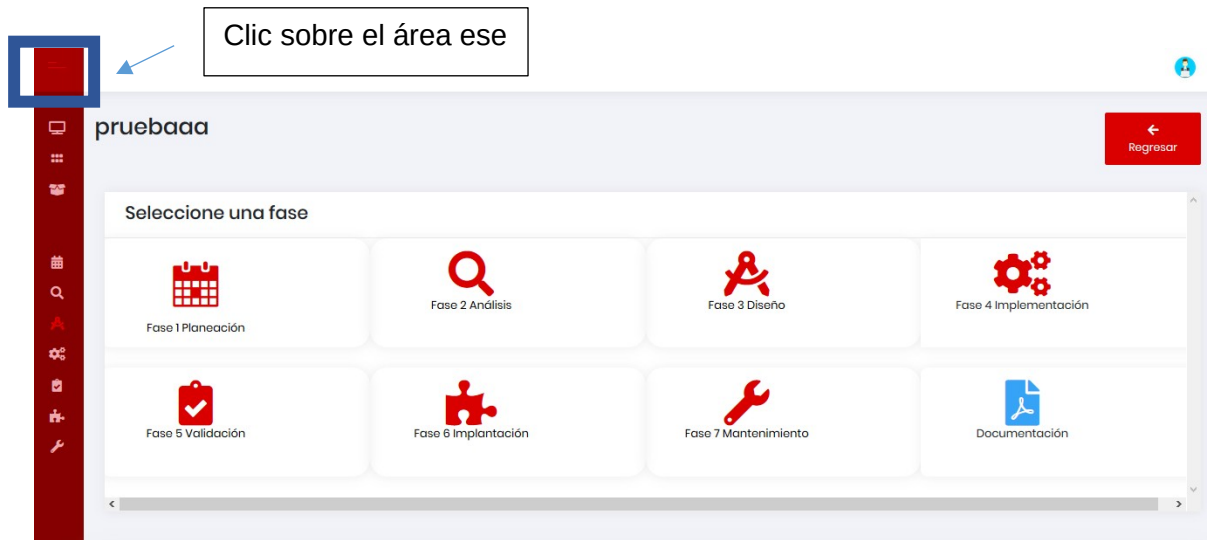 Clic sobre el área ese
pruebaaa
Regresar
Seleccione una fase
Fase 1 Planeación
Fase 2 Análisis
Fase 3 Diseño
Fase 4 Implementación
Fase 5 Validación
Fase 6 Implantación
Fase 7 Mantenimiento
Documentación